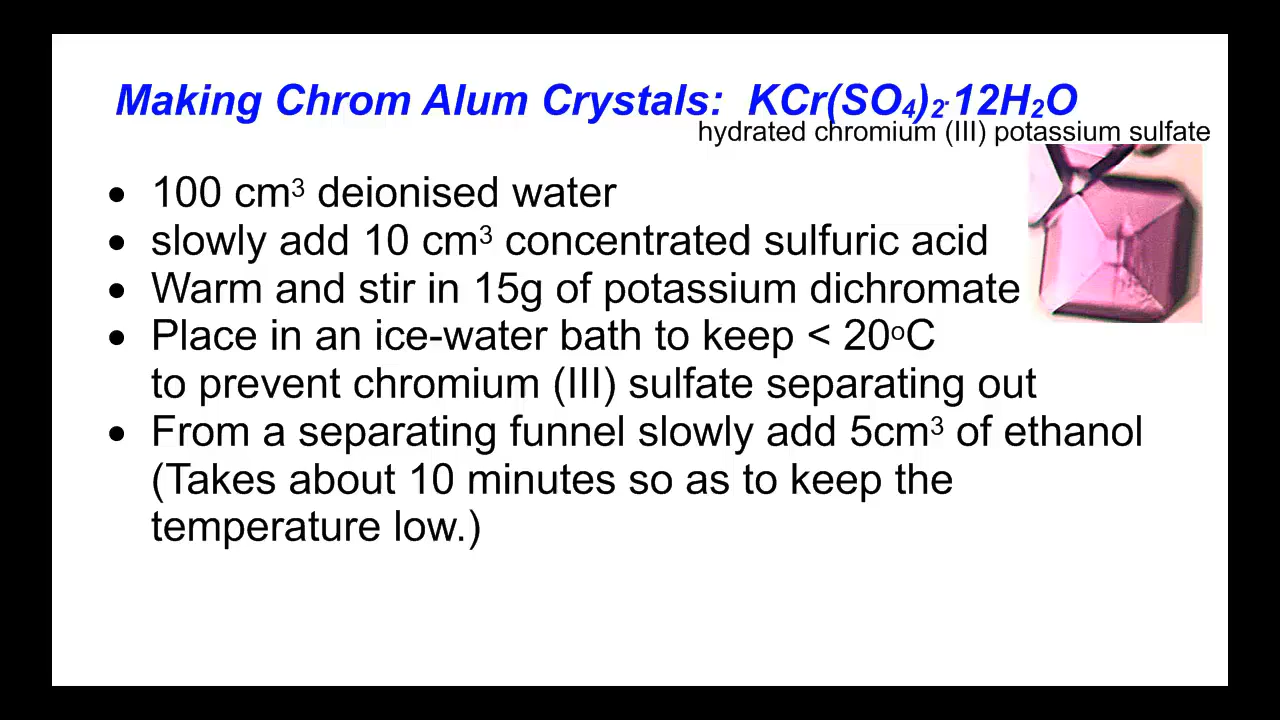 Making Chrom Alum Crystals: KCr(SO₄)₂·12H₂O
hydrated chromium (III) potassium sulfate
• 100 cm³ deionised water
• slowly add 10 cm³ concentrated sulfuric acid
• Warm and stir in 15g of potassium dichromate
• Place in an ice-water bath to keep < 20ºC
to prevent chromium (III) sulfate separating out
• From a separating funnel slowly add 5cm³ of ethanol
(Takes about 10 minutes so as to keep the
temperature low.)